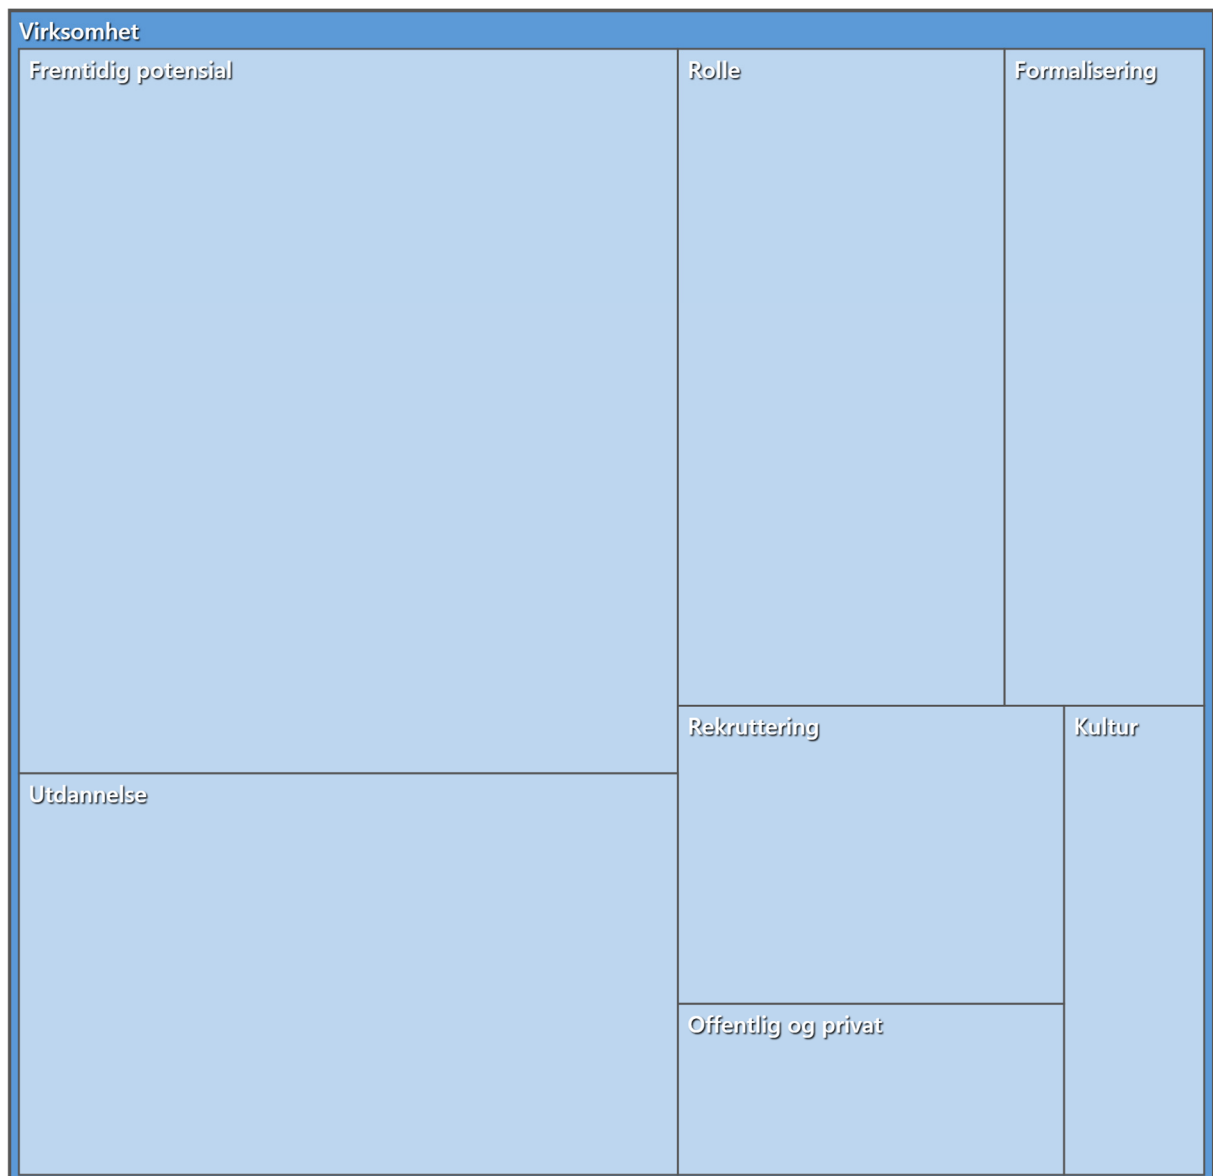 Virksomhet
Fremtidig potensial
Rolle
Formalisering
Utdannelse
Rekruttering
Kultur
Offentlig og privat